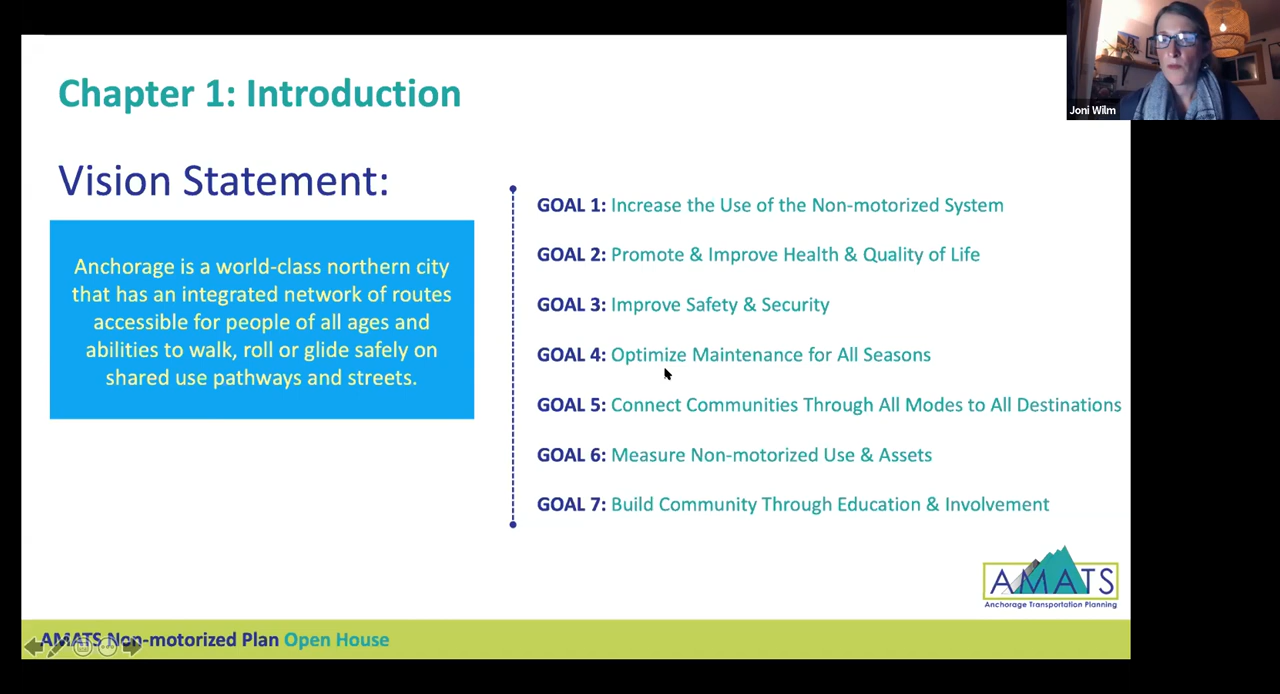 Chapter 1: Introduction
Joni Wilm
Vision Statement:
Anchorage is a world-class northern city
that has an integrated network of routes
accessible for people of all ages and
abilities to walk, roll or glide safely on
shared use pathways and streets.
GOAL 1: Increase the Use of the Non-motorized System
GOAL 2: Promote & Improve Health & Quality of Life
GOAL 3: Improve Safety & Security
GOAL 4: Optimize Maintenance for All Seasons
GOAL 5: Connect Communities Through All Modes to All Destinations
GOAL 6: Measure Non-motorized Use & Assets
GOAL 7: Build Community Through Education & Involvement
AMATS
Anchorage Transportation Planning
AMATS Non-motorized Plan Open House